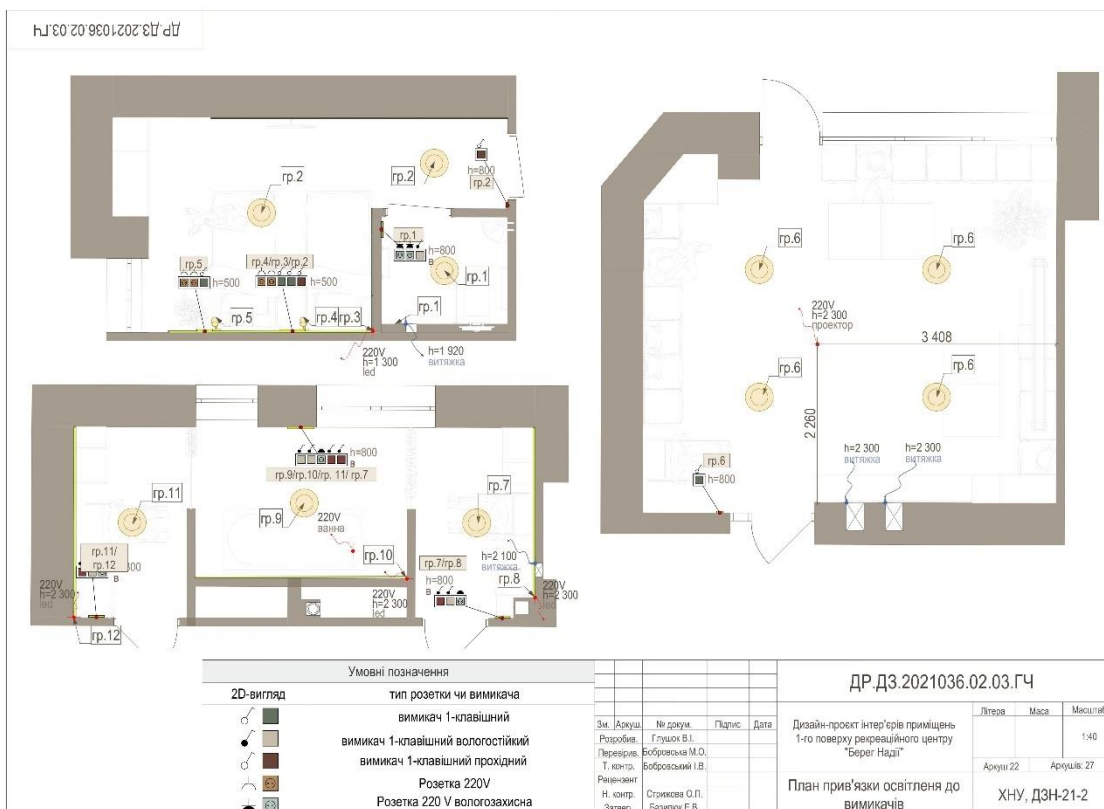 ДР.ДЗ.2021036.02.03.ГЧ
гр.2
гр.2
h=800
гр.2
гр.1
h=800
в
гр.1
гр.5
h=500
гр.4/гр.3/гр.2
h=500
гр.5
гр.4
гр.3
гр.1
220V
h=1 300
led
h=1 920
витяжка
гр.6
гр.6
220V
h=2 300
проектор
3 408
гр.6
гр.6
2 260
h=2 300
витяжка
h=2 300
витяжка
гр.6
h=800
h=800
в
гр.9/гр.10/гр. 11/ гр.7
гр.11
гр.9
гр.7
220V
ванна
гр.11/
гр.12
в
220V
h=2 300
led
гр.12
гр.10
220V
h=2 300
led
гр.7/гр.8
h=800
в
h=2 100
витяжка
гр.8
220V
h=2 300
led
Умовні позначення
2D-вигляд тип розетки чи вимикача
вимикач 1-клавішний
вимикач 1-клавішний вологостійкий
вимикач 1-клавішний прохідний
Розетка 220V
Розетка 220 V вологозахисна
ДР.ДЗ.2021036.02.03.ГЧ
Зм. Аркуш. № докум. Підпис Дата
Розробив. Глушок В.І.
Перевірив. Бобровська М.О.
Т. контр. Бобровський І.В.
Рецензент
Н. контр. Стрижова О.П.
Затвер. Базилюк Е.В.
Дизайн-проєкт інтер'єрів приміщень
1-го поверху рекреаційного центру
"Берег Надії"
План прив'язки освітленя до
вимикачів
Літера Маса Масштаб
1:40
Аркуш 22 Аркушів: 27
ХНУ, ДЗН-21-2